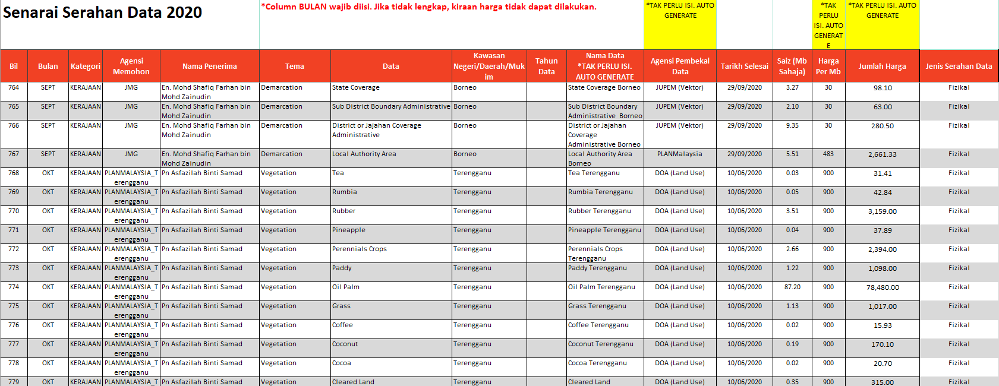 Senarai Serahan Data 2020
*Column BULAN wajib diisi. Jika tidak lengkap, kiraan harga tidak dapat dilakukan.
*TAK PERLU ISI. AUTO GENERATE
*TAK PERLU ISI. AUTO GENERATE
*TAK PERLU ISI. AUTO GENERATE
Bil Bulan Kategori Agensi Memohon Nama Penerima Tema Data Kawasan Negeri/Daerah/Mukim Tahun Data Nama Data *TAK PERLU ISI. AUTO GENERATE Agensi Pembekal Data Tarikh Selesai Saiz (Mb Sahaja) Harga Per Mb Jumlah Harga Jenis Serahan Data
764 SEPT KERAJAAN JMG En. Mohd Shafiq Farhan bin Mohd Zainudin Demarcation State Coverage Borneo State Coverage Borneo JUPEM (Vektor) 29/09/2020 3.27 30 98.10 Fizikal
765 SEPT KERAJAAN JMG En. Mohd Shafiq Farhan bin Mohd Zainudin Demarcation Sub District Boundary Administrative Borneo Sub District Boundary Administrative Borneo JUPEM (Vektor) 29/09/2020 2.10 30 63.00 Fizikal
766 SEPT KERAJAAN JMG En. Mohd Shafiq Farhan bin Mohd Zainudin Demarcation District or Jajahan Coverage Administrative Borneo District or Jajahan Coverage Administrative Borneo JUPEM (Vektor) 29/09/2020 9.35 30 280.50 Fizikal
767 SEPT KERAJAAN JMG En. Mohd Shafiq Farhan bin Mohd Zainudin Demarcation Local Authority Area Borneo Local Authority Area Borneo PLANMalaysia 29/09/2020 5.51 483 2,661.33 Fizikal
768 OKT KERAJAAN PLANMALAYSIA_Terengganu Pn Asfazilah Binti Samad Vegetation Tea Terengganu Tea Terengganu DOA (Land Use) 10/06/2020 0.03 900 31.41 Fizikal
769 OKT KERAJAAN PLANMALAYSIA_Terengganu Pn Asfazilah Binti Samad Vegetation Rumbia Terengganu Rumbia Terengganu DOA (Land Use) 10/06/2020 0.05 900 42.84 Fizikal
770 OKT KERAJAAN PLANMALAYSIA_Terengganu Pn Asfazilah Binti Samad Vegetation Rubber Terengganu Rubber Terengganu DOA (Land Use) 10/06/2020 3.51 900 3,159.00 Fizikal
771 OKT KERAJAAN PLANMALAYSIA_Terengganu Pn Asfazilah Binti Samad Vegetation Pineapple Terengganu Pineapple Terengganu DOA (Land Use) 10/06/2020 0.04 900 37.89 Fizikal
772 OKT KERAJAAN PLANMALAYSIA_Terengganu Pn Asfazilah Binti Samad Vegetation Perennials Crops Terengganu Perennials Crops Terengganu DOA (Land Use) 10/06/2020 2.66 900 2,394.00 Fizikal
773 OKT KERAJAAN PLANMALAYSIA_Terengganu Pn Asfazilah Binti Samad Vegetation Paddy Terengganu Paddy Terengganu DOA (Land Use) 10/06/2020 1.22 900 1,098.00 Fizikal
774 OKT KERAJAAN PLANMALAYSIA_Terengganu Pn Asfazilah Binti Samad Vegetation Oil Palm Terengganu Oil Palm Terengganu DOA (Land Use) 10/06/2020 87.20 900 78,480.00 Fizikal
775 OKT KERAJAAN PLANMALAYSIA_Terengganu Pn Asfazilah Binti Samad Vegetation Grass Terengganu Grass Terengganu DOA (Land Use) 10/06/2020 1.13 900 1,017.00 Fizikal
776 OKT KERAJAAN PLANMALAYSIA_Terengganu Pn Asfazilah Binti Samad Vegetation Coffee Terengganu Coffee Terengganu DOA (Land Use) 10/06/2020 0.02 900 15.93 Fizikal
777 OKT KERAJAAN PLANMALAYSIA_Terengganu Pn Asfazilah Binti Samad Vegetation Coconut Terengganu Coconut Terengganu DOA (Land Use) 10/06/2020 0.19 900 170.10 Fizikal
778 OKT KERAJAAN PLANMALAYSIA_Terengganu Pn Asfazilah Binti Samad Vegetation Cocoa Terengganu Cocoa Terengganu DOA (Land Use) 10/06/2020 0.02 900 20.70 Fizikal
779 OKT KERAJAAN PLANMALAYSIA_T Pn Asfazilah Binti Samad Vegetation Cleared Land Terengganu Cleared Land DOA (Land Use) 10/06/2020 0.35 900 315.00 Fizikal